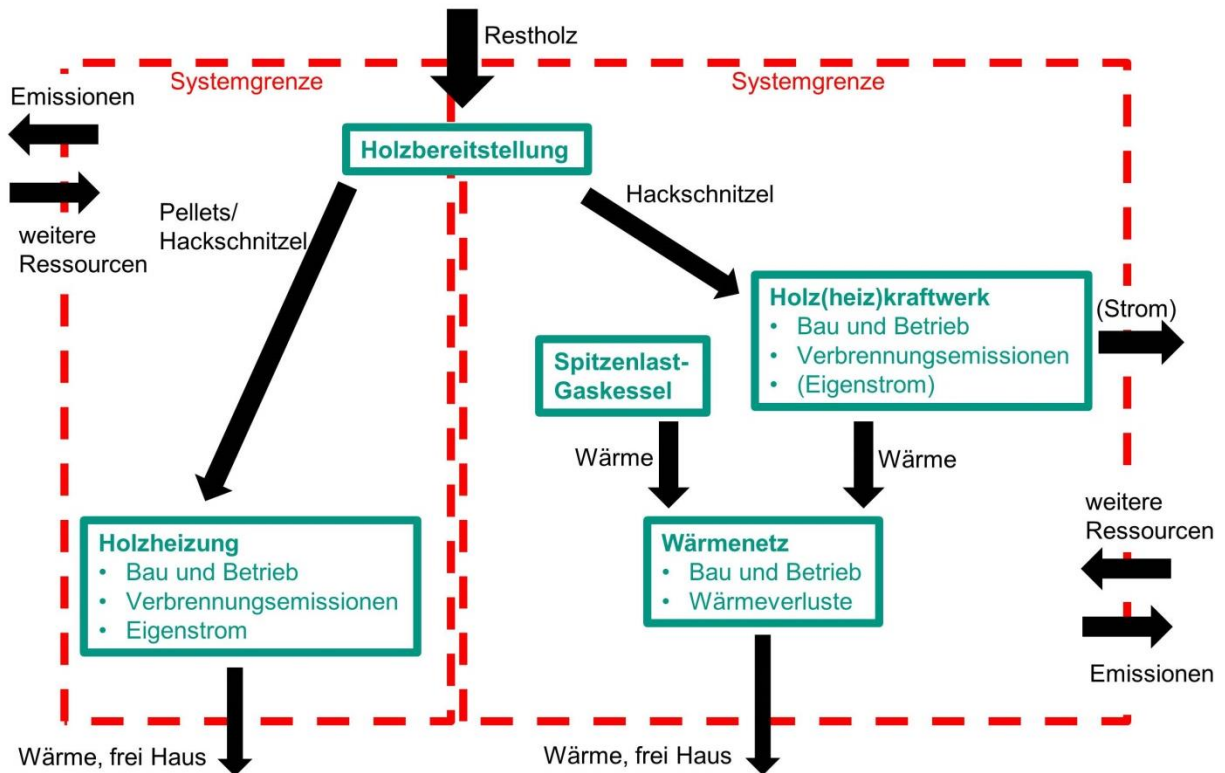 Restholz
Systemgrenze
Systemgrenze
Emissionen
Holzbereitstellung
Hackschnitzel
Pellets/
Hackschnitzel
weitere
Ressourcen
Holz(heiz)kraftwerk
• Bau und Betrieb
• Verbrennungsemissionen
• (Eigenstrom)
(Strom)
Spitzenlast-
Gaskessel
Wärme
Wärme
weitere
Ressourcen
Holzheizung
• Bau und Betrieb
• Verbrennungsemissionen
• Eigenstrom
Wärmenetz
• Bau und Betrieb
• Wärmeverluste
Emissionen
Wärme, frei Haus
Wärme, frei Haus